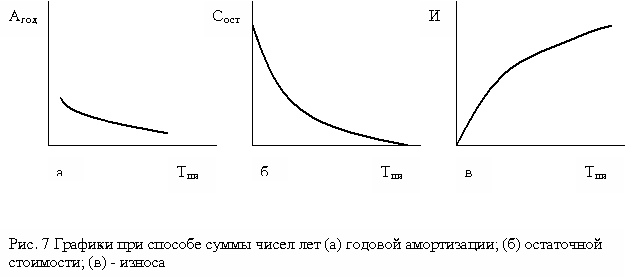 Агод Сост И
а Тпи б Тпи в Тпи
Рис. 7 Графики при способе суммы чисел лет (а) годовой амортизации; (б) остаточной
стоимости; (в) - износа